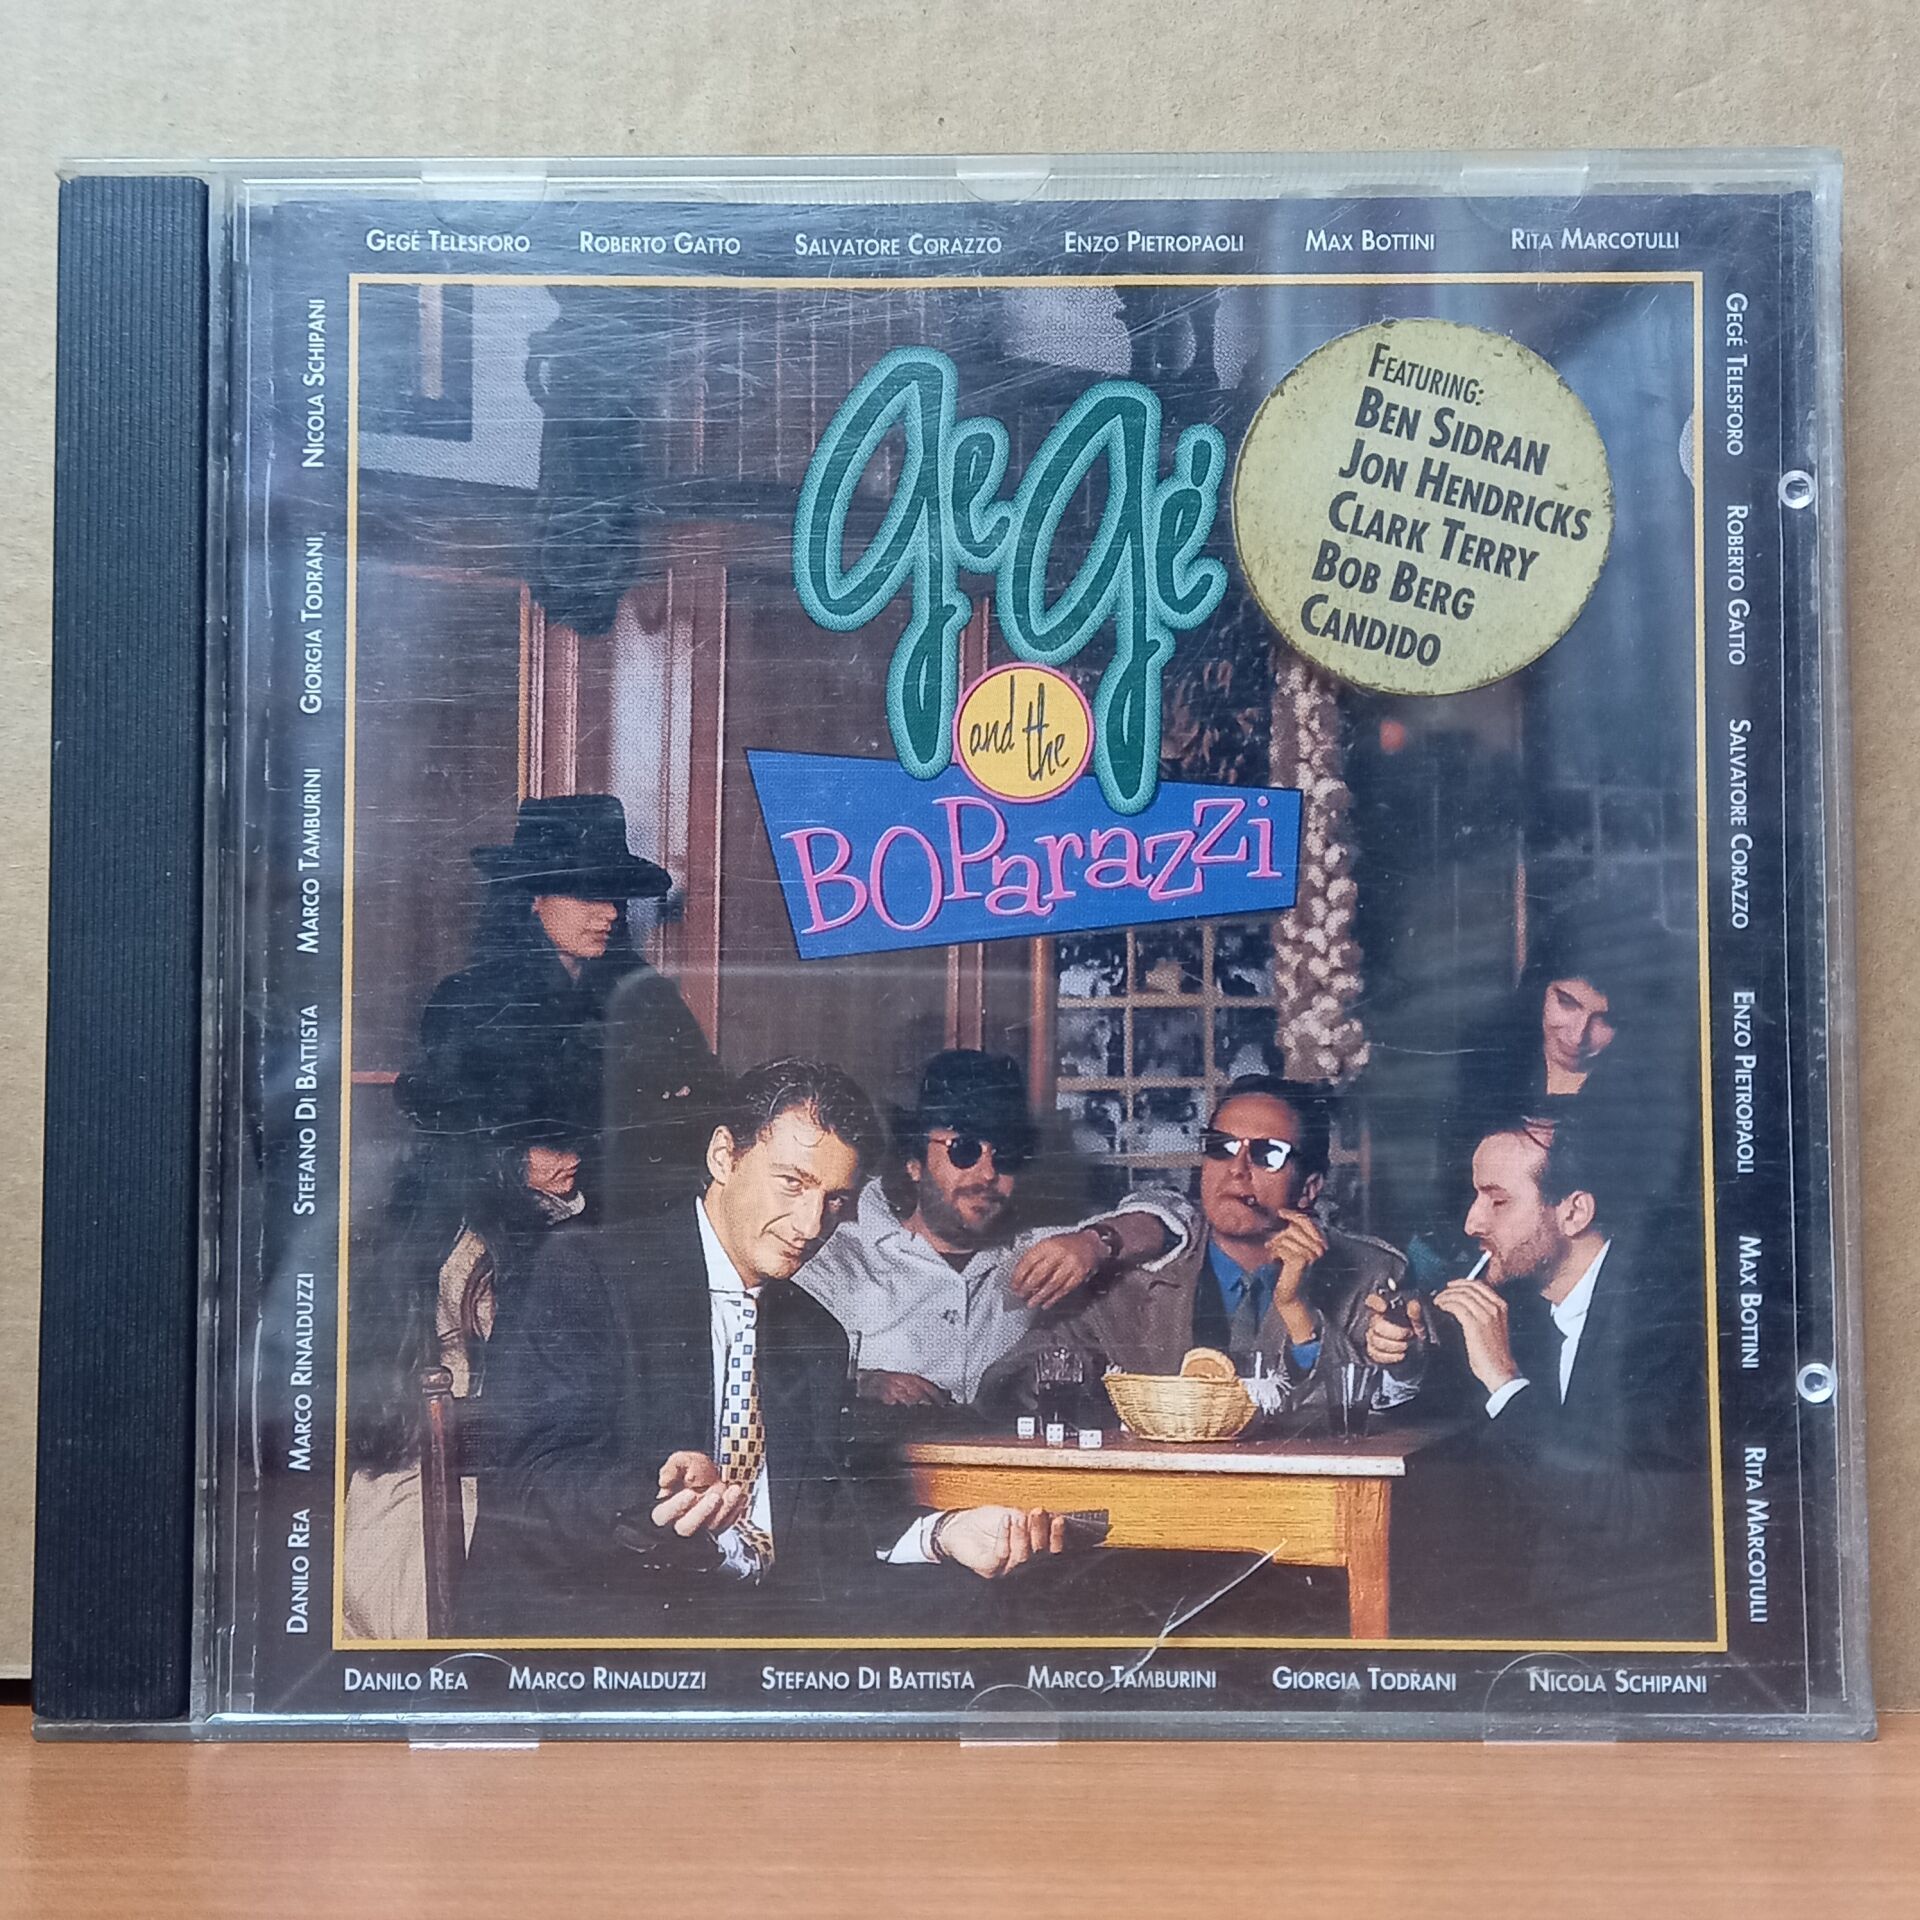 GEGÉ TELESFORO ROBERTO GATTO SALVATORE CORAZZO ENZO PIETROPAOLI MAX BOTTINI RITA MARCOTULLI
GeGé
and the
BOParazzi
FEATURING:
BEN SIDRAN
JON HENDRICKS
CLARK TERRY
BOB BERG
CANDIDO
GEGÉ TELESFORO ROBERTO GATTO SALVATORE CORAZZO ENZO PIETROPAOLI MAX BOTTINI RITA MARCOTULLI
DANILO REA MARCO RINALDUZZI STEFANO DI BATTISTA MARCO TAMBURINI GIORGIA TODRANI NICOLA SCHIPANI
DANILO REA MARCO RINALDUZZI STEFANO DI BATTISTA MARCO TAMBURINI GIORGIA TODRANI NICOLA SCHIPANI